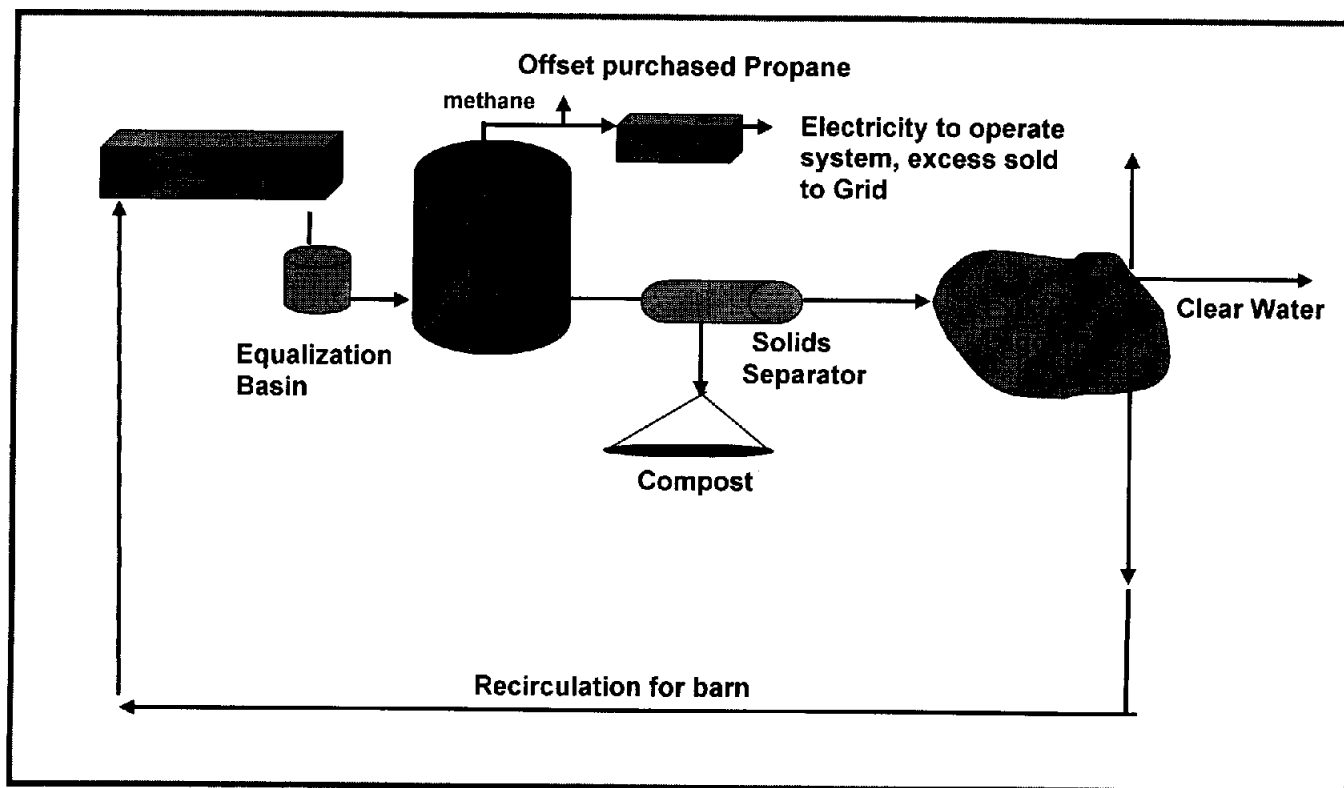 Offset purchased Propane
methane
Electricity to operate
system, excess sold
to Grid
Equalization
Basin
Solids
Separator
Clear Water
Compost
Recirculation for barn